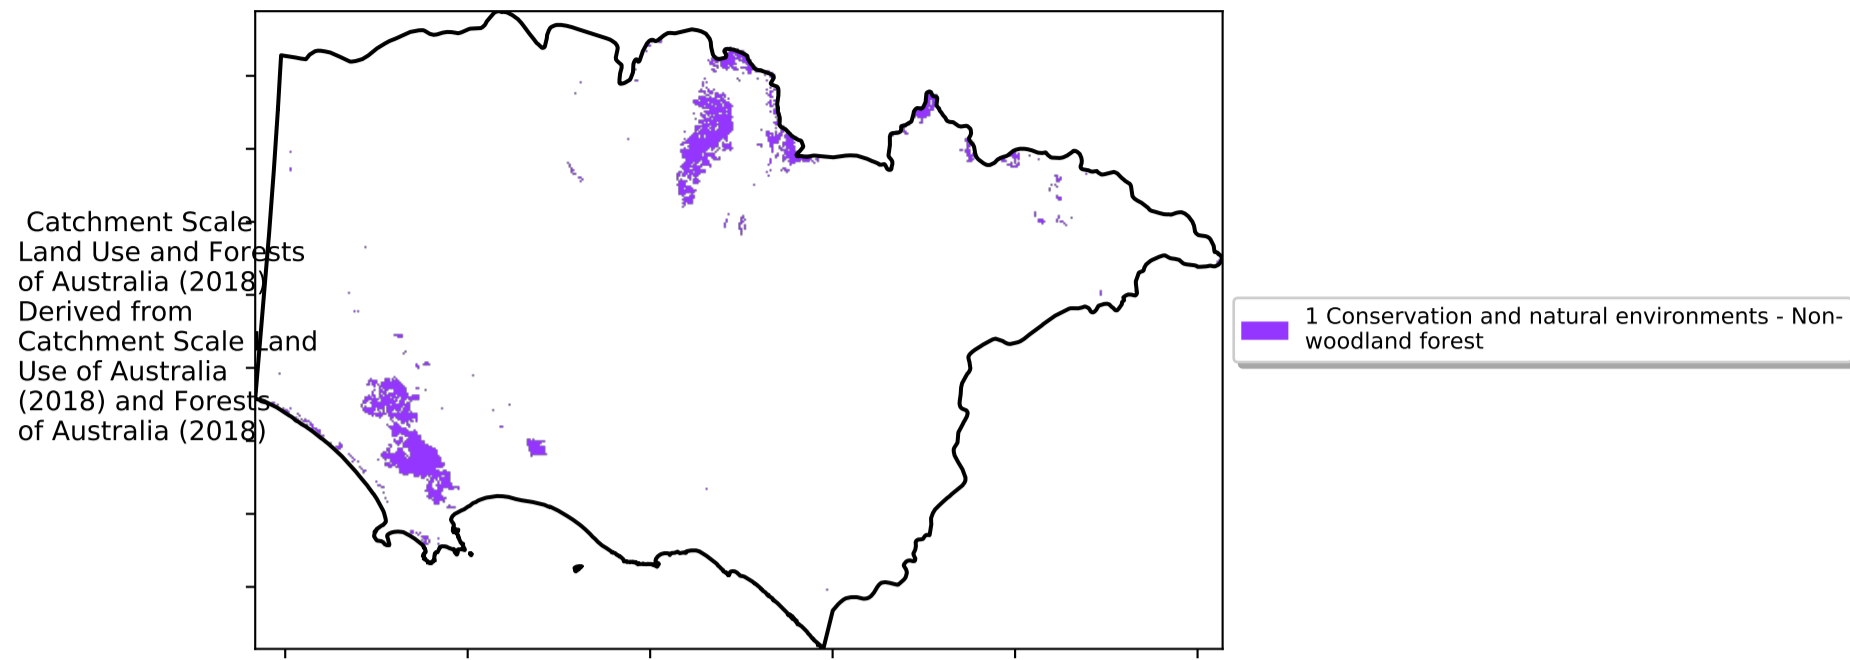 Catchment Scale
Land Use and Forests
of Australia (2018)
Derived from
Catchment Scale Land
Use of Australia
(2018) and Forests
of Australia (2018)
1 Conservation and natural environments - Non-
woodland forest